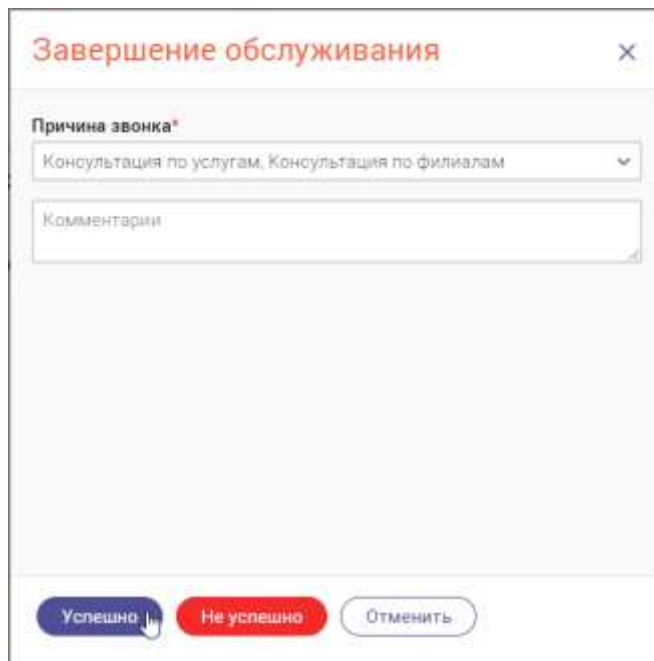 Завершение обслуживания
Причина звонка*
Консультация по услугам, Консультация по филиалам
Комментарии
Успешно
Не успешно
Отменить